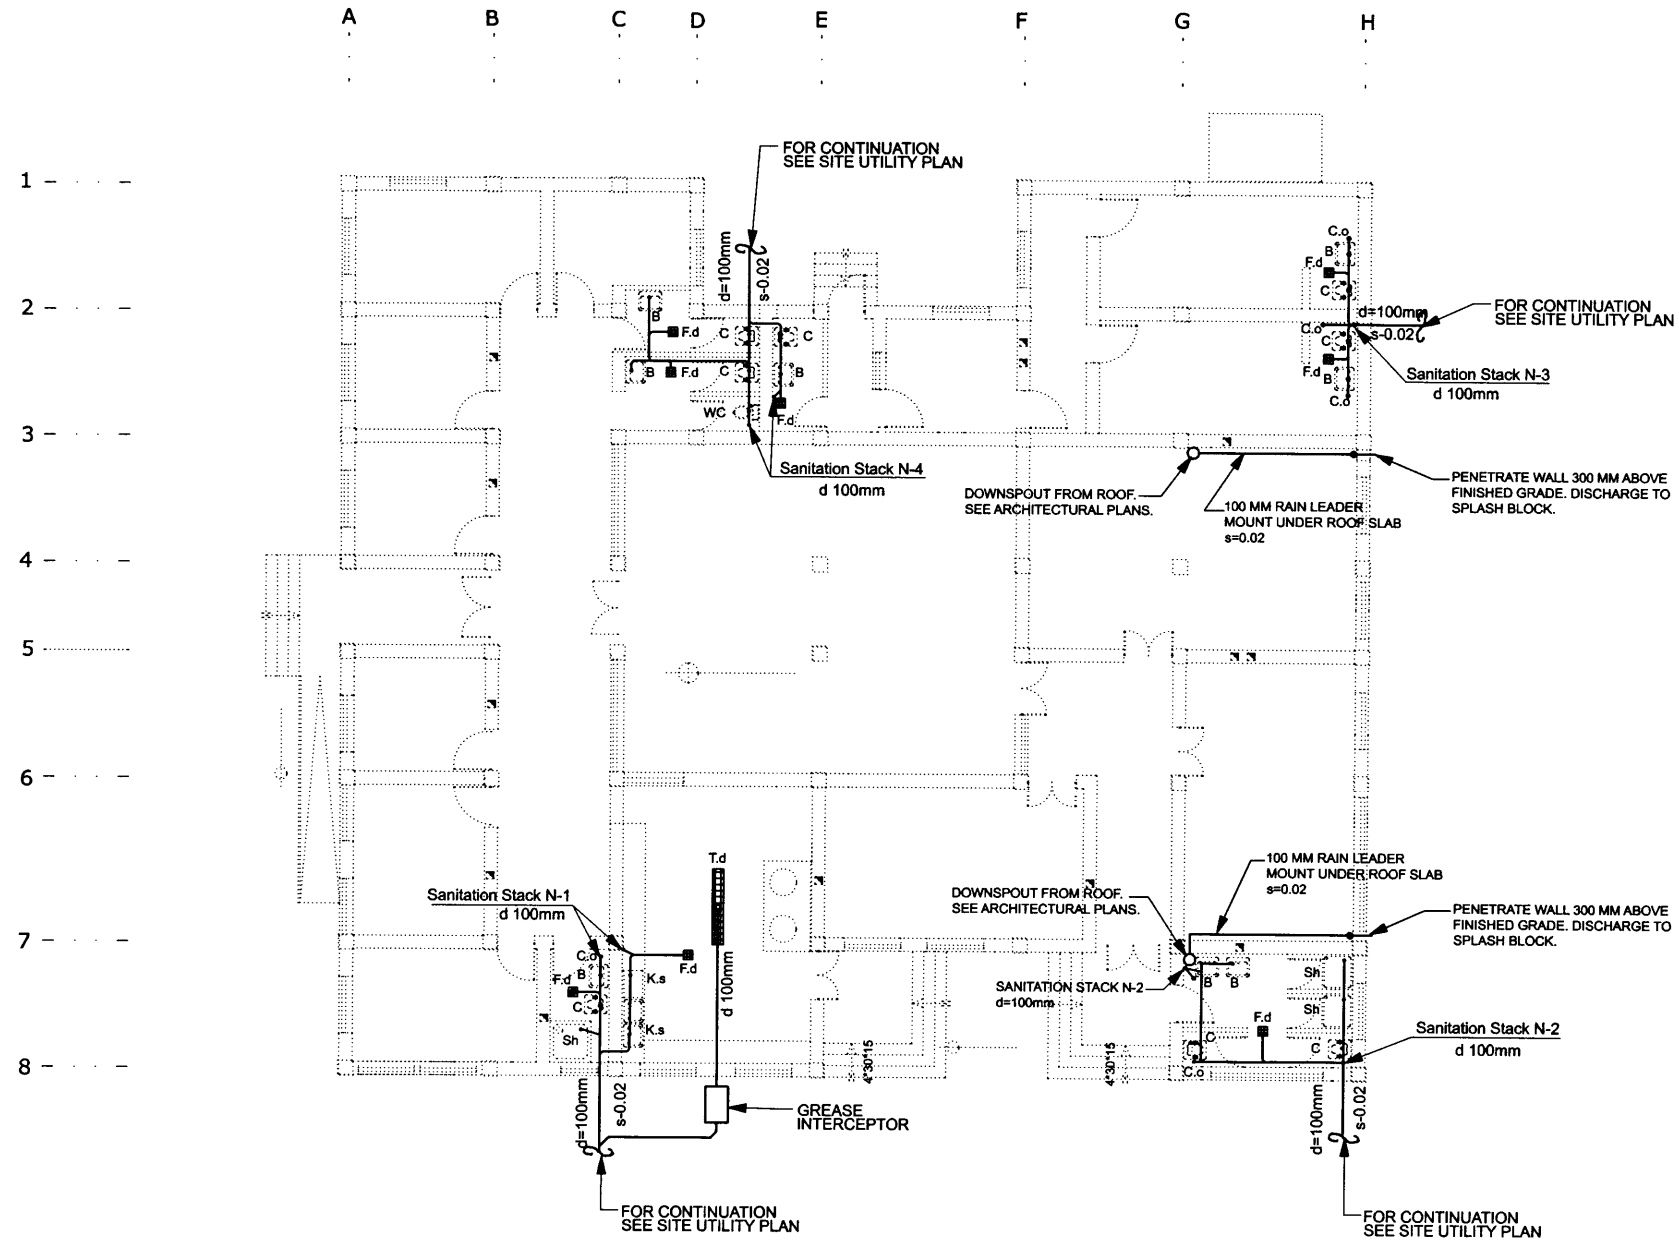 A B C D E F G H
1
2
3
4
5
6
7
8
FOR CONTINUATION
SEE SITE UTILITY PLAN
d=100mm
s-0.02
B
F.d
B
F.d
C
C
C
B
WC
F.d
Sanitation Stack N-4
d 100mm
C.o
B
F.d
C
d=100mm
C.o
s-0.02
C
F.d
B
C.o
FOR CONTINUATION
SEE SITE UTILITY PLAN
Sanitation Stack N-3
d 100mm
DOWNSPOUT FROM ROOF.
SEE ARCHITECTURAL PLANS.
100 MM RAIN LEADER
MOUNT UNDER ROOF SLAB
s=0.02
PENETRATE WALL 300 MM ABOVE
FINISHED GRADE. DISCHARGE TO
SPLASH BLOCK.
Sanitation Stack N-1
d 100mm
T.d
d 100mm
C.o
B
F.d
C
Sh
F.d
K.s
K.s
d=100mm
s-0.02
GREASE
INTERCEPTOR
FOR CONTINUATION
SEE SITE UTILITY PLAN
4*30*15
4*30*15
100 MM RAIN LEADER
MOUNT UNDER ROOF SLAB
s=0.02
DOWNSPOUT FROM ROOF.
SEE ARCHITECTURAL PLANS.
PENETRATE WALL 300 MM ABOVE
FINISHED GRADE. DISCHARGE TO
SPLASH BLOCK.
SANITATION STACK N-2
d=100mm
B
B
Sh
Sh
F.d
C
C
C.o
Sanitation Stack N-2
d 100mm
d=100mm
s-0.02
FOR CONTINUATION
SEE SITE UTILITY PLAN